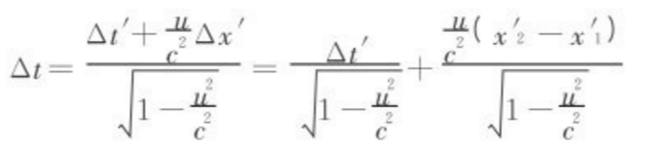 Δt = (Δt′ + u/c² Δx′)/√(1 − u²/c²) = Δt′/√(1 − u²/c²) + u/c²( x′₂ − x′₁ )/√(1 − u²/c²)